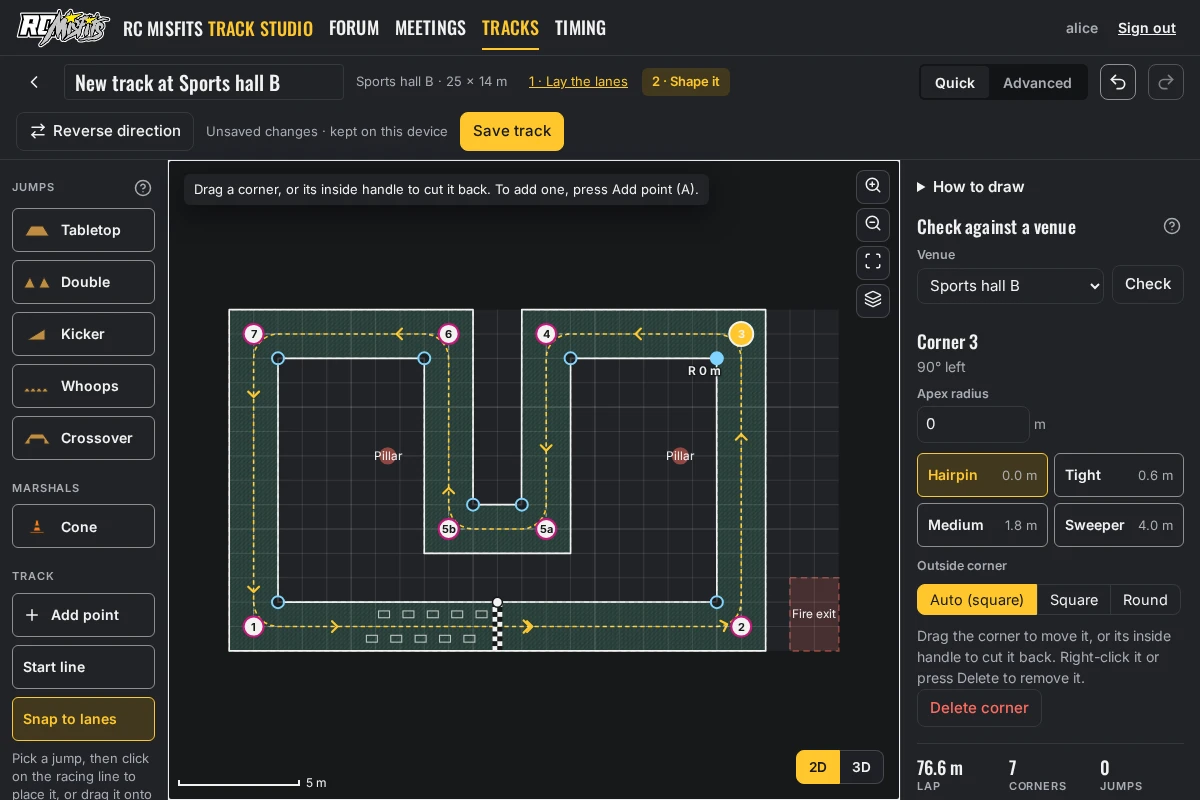 RC Misfits
RC MISFITS TRACK STUDIO
FORUM
MEETINGS
TRACKS
TIMING
alice
Sign out
New track at Sports hall B
Sports hall B · 25 × 14 m
1 · Lay the lanes
2 · Shape it
Quick
Advanced
Reverse direction
Unsaved changes · kept on this device
Save track
JUMPS
?
Tabletop
Double
Kicker
Whoops
Crossover
MARSHALS
Cone
TRACK
Add point
Start line
Snap to lanes
Pick a jump, then click
on the racing line to
place it, or drag it onto
Drag a corner, or its inside handle to cut it back. To add one, press Add point (A).
7
6
4
3
R 0 m
Pillar
Pillar
5b
5a
1
2
Fire exit
5 m
2D
3D
How to draw
Check against a venue
?
Venue
Sports hall B
Check
Corner 3
90° left
Apex radius
0
m
Hairpin 0.0 m
Tight 0.6 m
Medium 1.8 m
Sweeper 4.0 m
Outside corner
Auto (square)
Square
Round
Drag the corner to move it, or its inside
handle to cut it back. Right-click it or
press Delete to remove it.
Delete corner
76.6 m
LAP
7
CORNERS
0
JUMPS